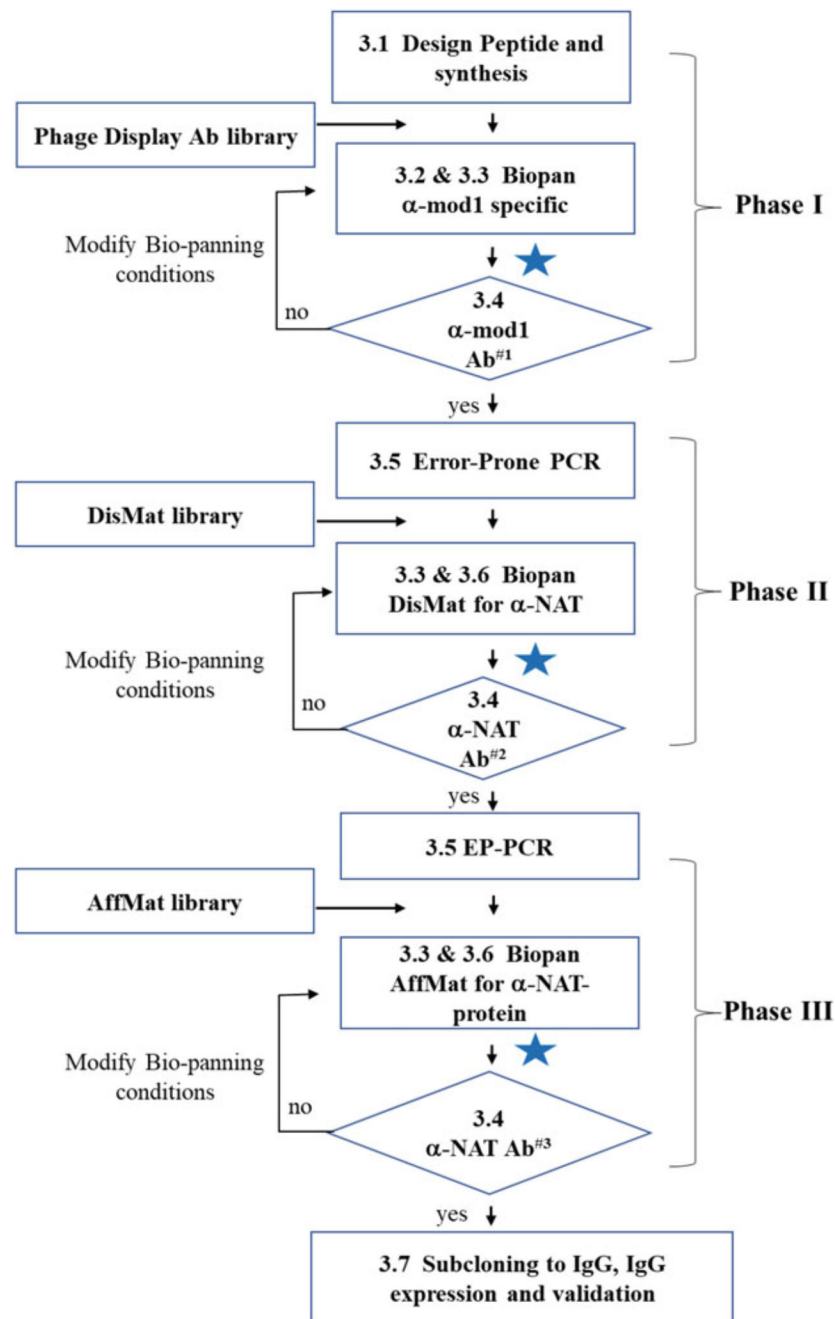 3.1 Design Peptide and
synthesis
Phage Display Ab library
3.2 & 3.3 Biopan
α-mod1 specific
Phase I
Modify Bio-panning
conditions
no
3.4
α-mod1
Ab#1
yes
3.5 Error-Prone PCR
DisMat library
3.3 & 3.6 Biopan
DisMat for α-NAT
Phase II
Modify Bio-panning
conditions
no
3.4
α-NAT
Ab#2
yes
3.5 EP-PCR
AffMat library
3.3 & 3.6 Biopan
AffMat for α-NAT-
protein
Phase III
Modify Bio-panning
conditions
no
3.4
α-NAT Ab#3
yes
3.7 Subcloning to IgG, IgG
expression and validation